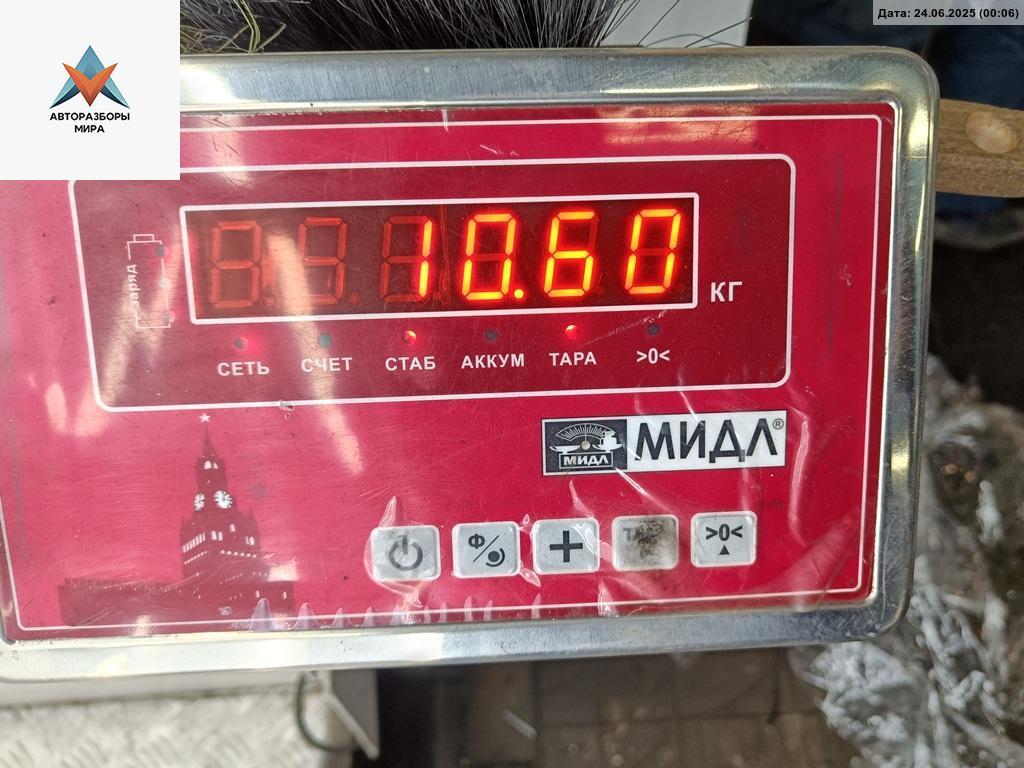 Дата: 24.06.2025 (00:06)
АВТОРАЗБОРЫ
МИРА
10.60
КГ
заряд
СЕТЬ СЧЕТ СТАБ АККУМ ТАРА >0<
МИДЛ МИДЛ®
Ф/ + >0<